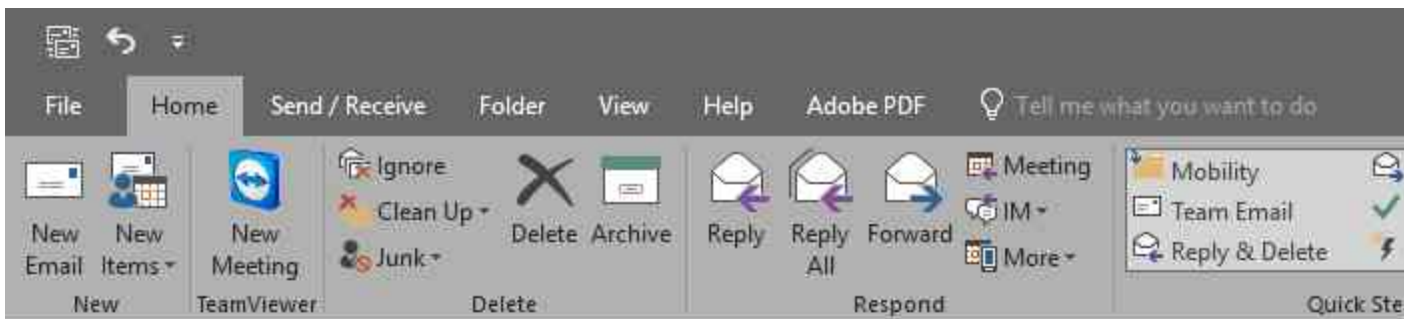 File Home Send / Receive Folder View Help Adobe PDF Tell me what you want to do
Ignore Meeting Mobility
Clean Up IM Team Email
Junk More Reply & Delete
New Email
New Items
New Meeting
Delete
Archive
Reply
Reply All
Forward
New TeamViewer Delete Respond Quick Ste